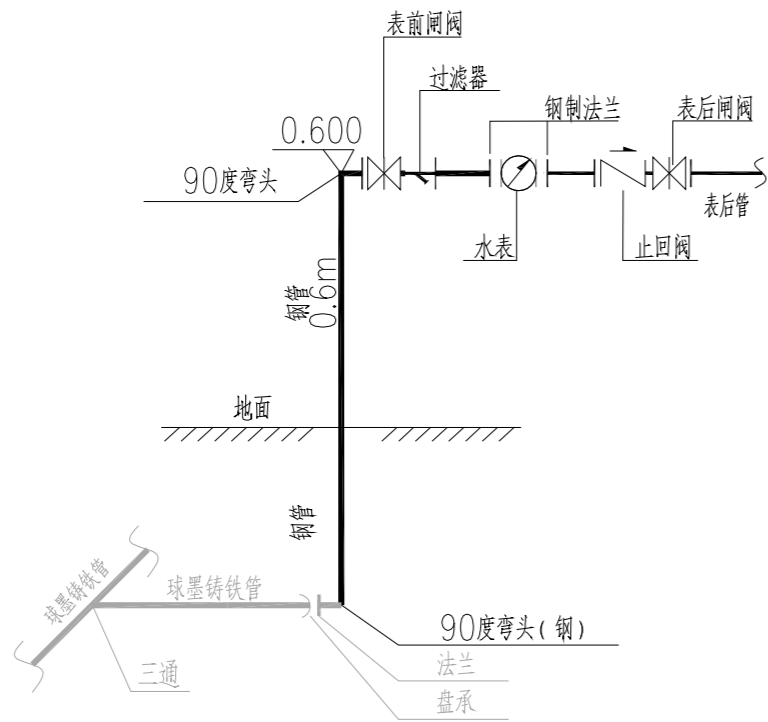 表前闸阀
过滤器
钢制法兰
表后闸阀
0.600
90度弯头
表后管
水表
止回阀
钢管
0.6m
地面
钢管
球墨铸铁管
球墨铸铁管
90度弯头(钢)
三通
法兰
盘承